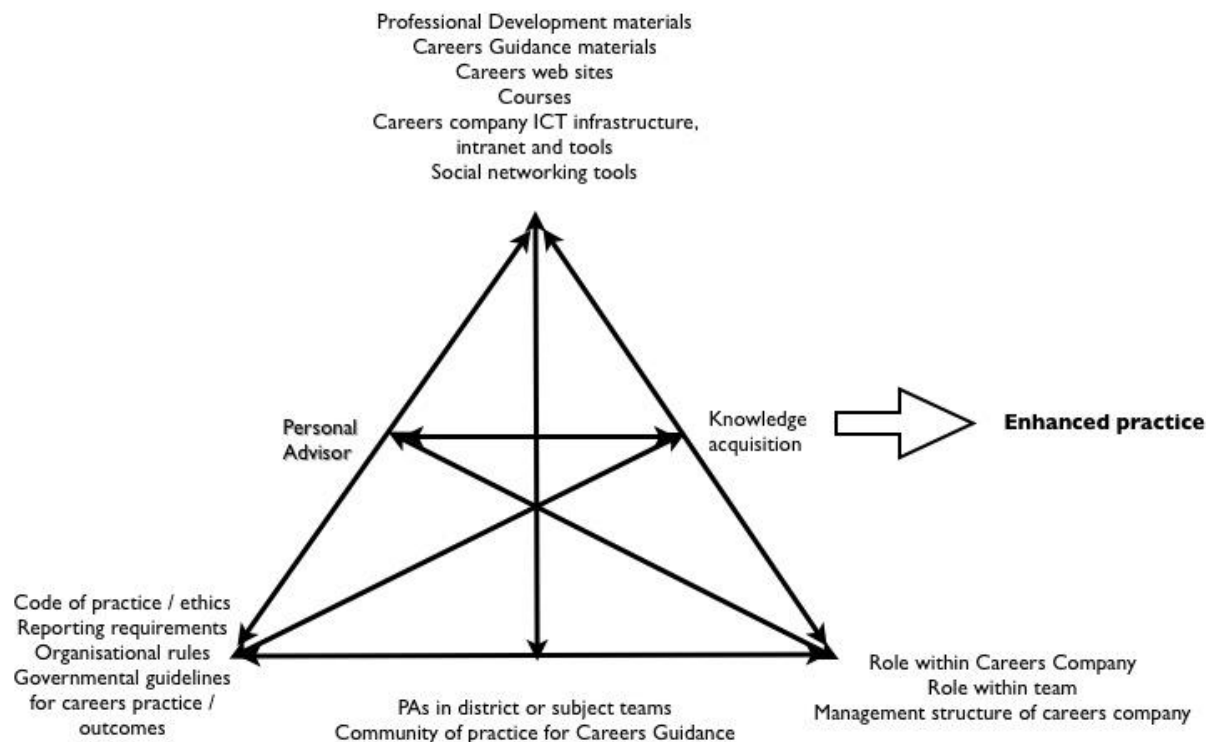 Professional Development materials
Careers Guidance materials
Careers web sites
Courses
Careers company ICT infrastructure,
intranet and tools
Social networking tools
Personal
Advisor
Knowledge
acquisition
Enhanced practice
Code of practice / ethics
Reporting requirements
Organisational rules
Governmental guidelines
for careers practice /
outcomes
PAs in district or subject teams
Community of practice for Careers Guidance
Role within Careers Company
Role within team
Management structure of careers company